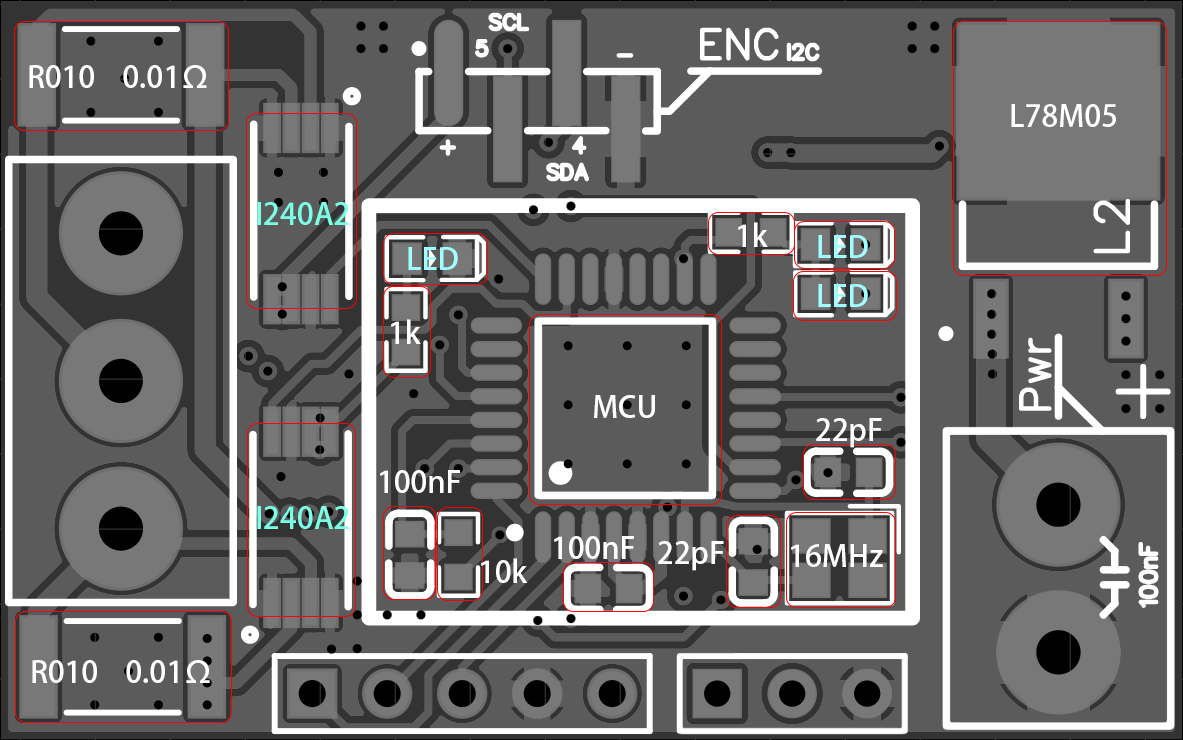 SCL
5
ENC I2C
−
R010 0.01Ω
L78M05
+
4
SDA
I240A2
L2
1k
LED
LED
LED
1k
Pwr
+
MCU
22pF
100nF
I240A2
100nF
22pF
16MHz
10k
100nF
R010 0.01Ω